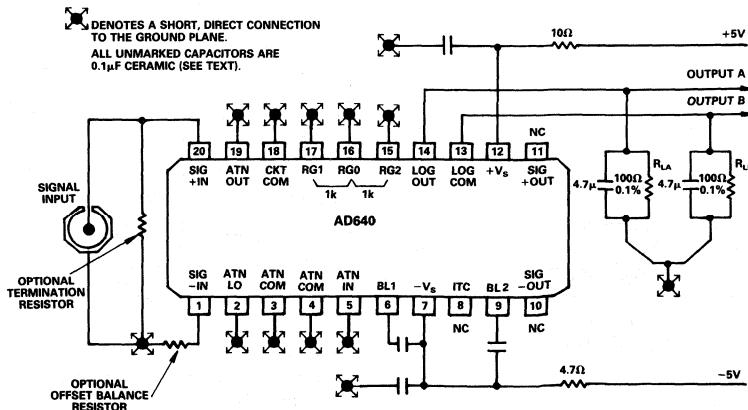 DENOTES A SHORT, DIRECT CONNECTION
TO THE GROUND PLANE.
ALL UNMARKED CAPACITORS ARE
0.1µF CERAMIC (SEE TEXT).
10Ω
+5V
OUTPUT A
OUTPUT B
NC
20 19 18 17 16 15 14 13 12 11
SIG +IN
ATN OUT
CKT COM
RG1
RG0
RG2
LOG OUT
LOG COM
+VS
SIG +OUT
1k
1k
AD640
SIGNAL
INPUT
4.7µ
100Ω
0.1%
RLA
4.7µ
100Ω
0.1%
OPTIONAL
TERMINATION
RESISTOR
SIG –IN
ATN LO
ATN COM
ATN COM
ATN IN
BL1
–VS
ITC
BL2
SIG –OUT
1 2 3 4 5 6 7 8 9 10
NC
NC
OPTIONAL
OFFSET BALANCE
RESISTOR
4.7Ω
–5V